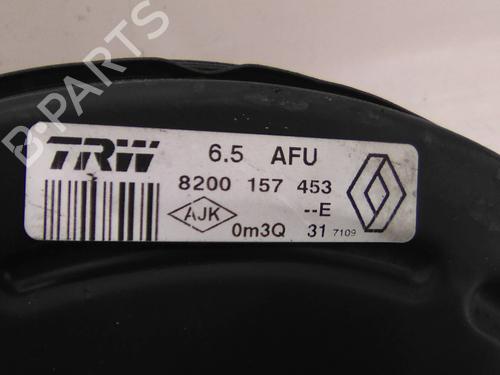 B-PARTS
TRW
6.5 AFU
8200 157 453
AJK
--E
0m3Q 31 7109